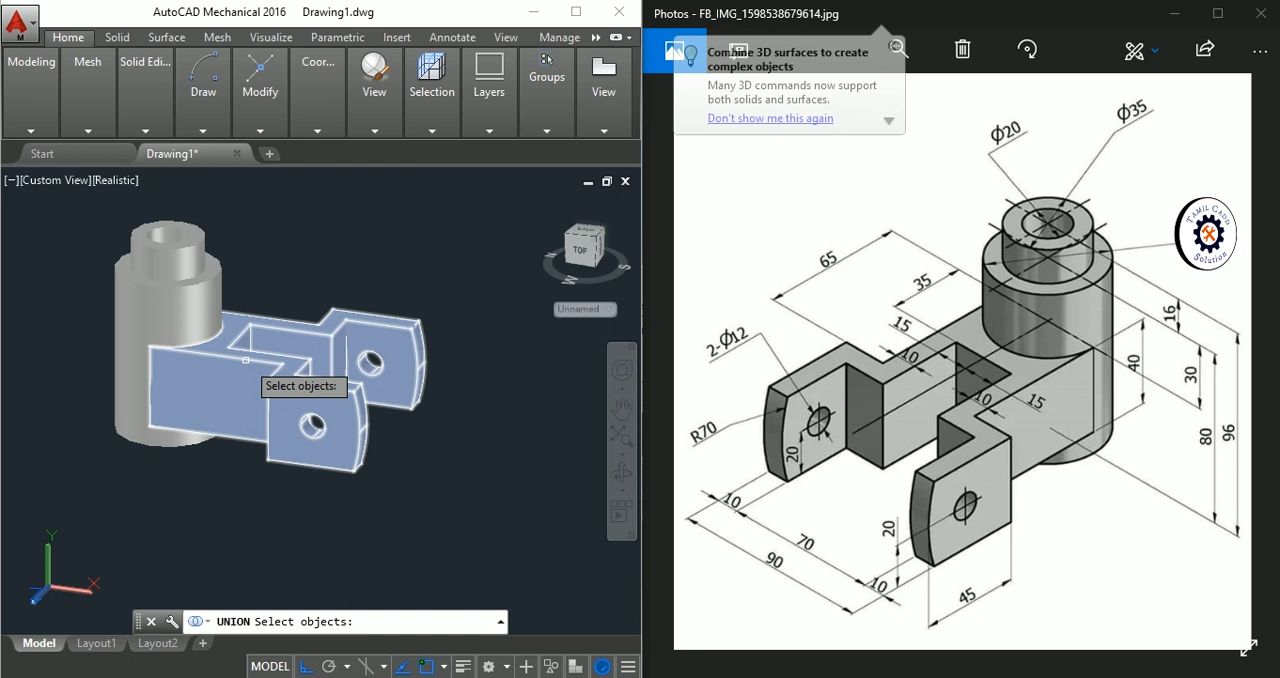 AutoCAD Mechanical 2016 Drawing1.dwg
M
Home Solid Surface Mesh Visualize Parametric Insert Annotate View Manage
Modeling Mesh Solid Edi... Draw Modify Coor... View Selection Layers Groups View
Start Drawing1*
[−][Custom View][Realistic]
TOP
S
W
Unnamed
Select objects:
Y
X
UNION Select objects:
Model Layout1 Layout2
MODEL
Photos - FB_IMG_1598538679614.jpg
Combine 3D surfaces to create
complex objects
Many 3D commands now support
both solids and surfaces.
Don't show me this again
Φ20
Φ35
TAMIL CADD
Solution
65
35
15
10
2-Φ12
R70
20
10
15
16
40
30
80
96
10
70
90
20
10
45